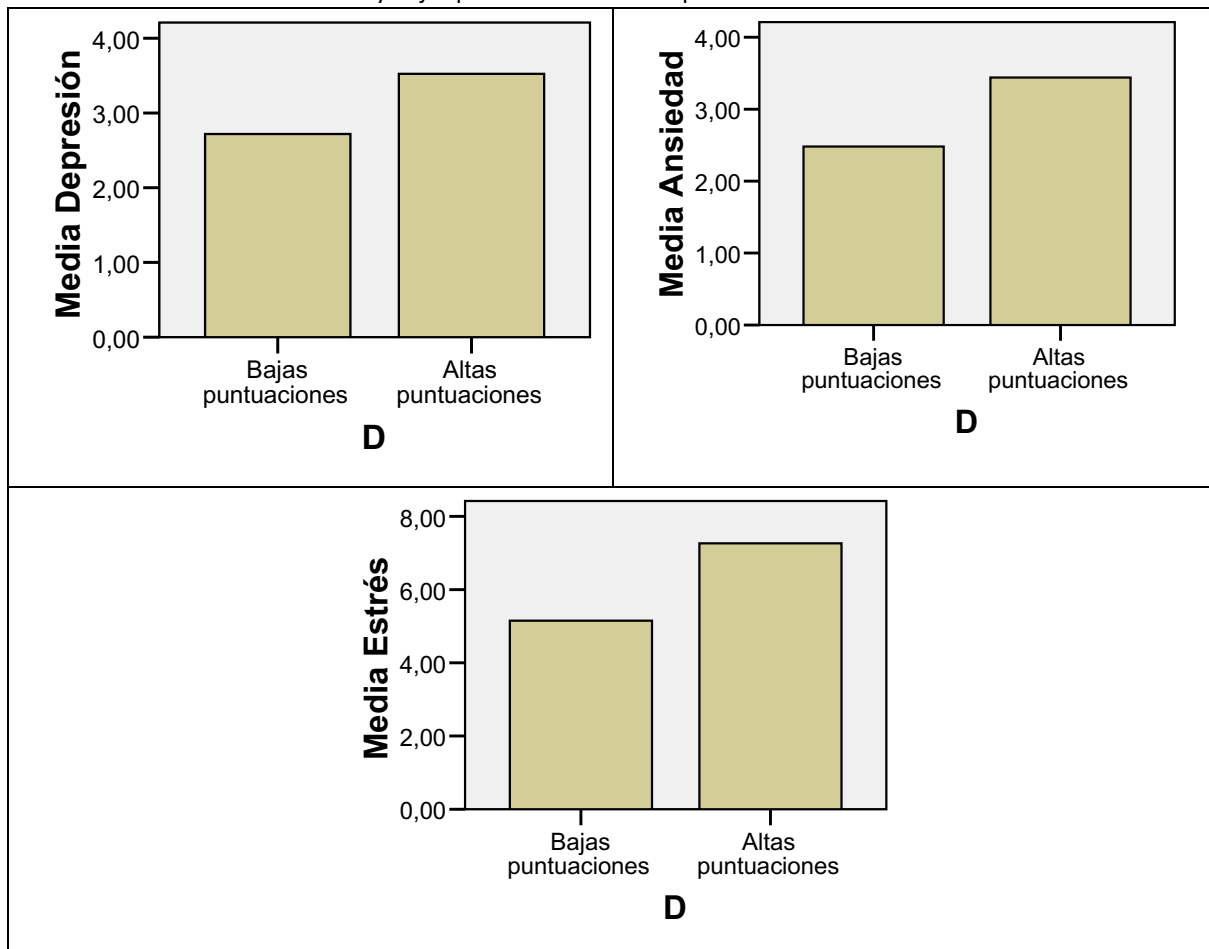 4,00
3,00
2,00
1,00
0,00
Media Depresión
Bajas
puntuaciones
Altas
puntuaciones
D
4,00
3,00
2,00
1,00
0,00
Media Ansiedad
Bajas
puntuaciones
Altas
puntuaciones
D
8,00
6,00
4,00
2,00
0,00
Media Estrés
Bajas
puntuaciones
Altas
puntuaciones
D